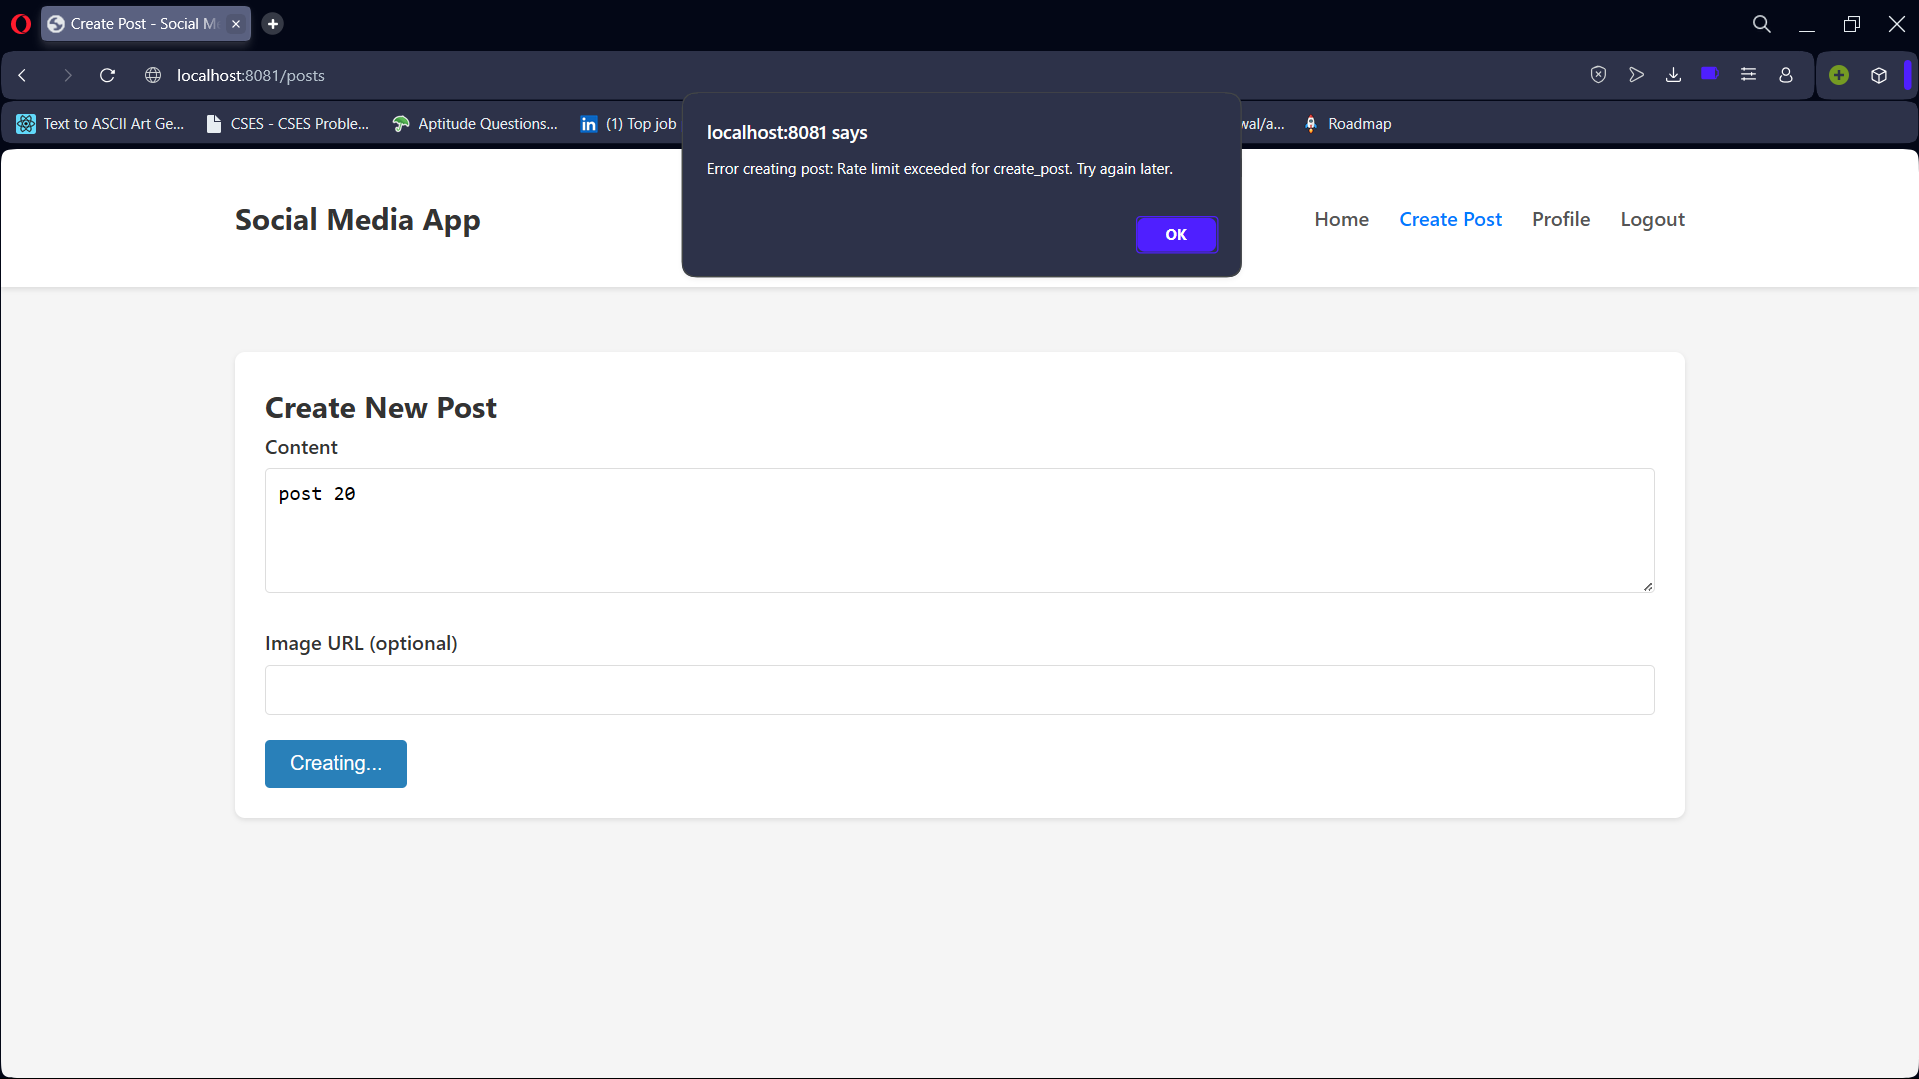 Create Post - Social M
localhost:8081/posts
Text to ASCII Art Ge...
CSES - CSES Proble...
Aptitude Questions...
in (1) Top job
wal/a...
Roadmap
localhost:8081 says
Error creating post: Rate limit exceeded for create_post. Try again later.
OK
Social Media App
Home
Create Post
Profile
Logout
Create New Post
Content
post 20
Image URL (optional)
Creating...